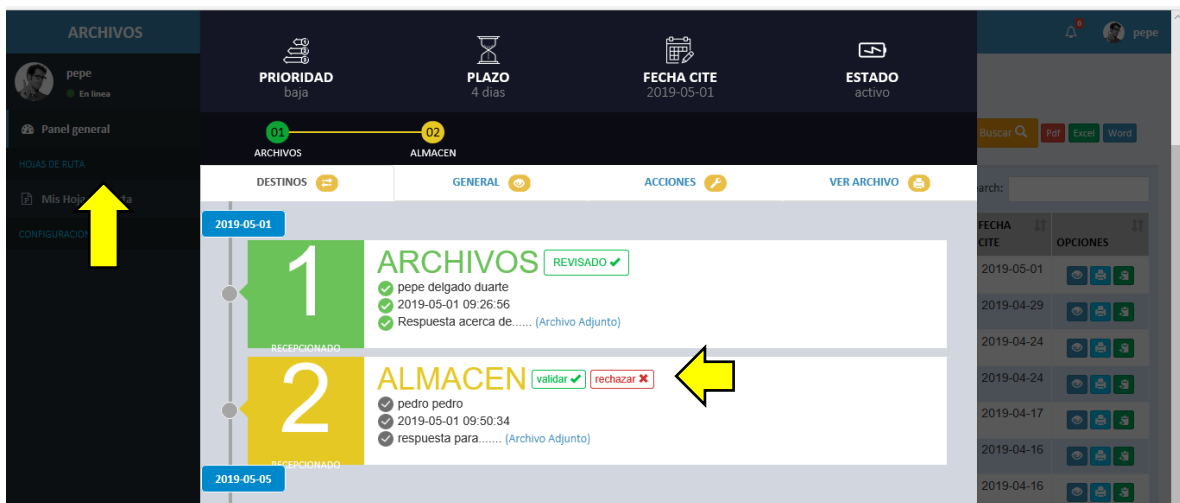 ARCHIVOS
pepe
En línea
Panel general
HOJAS DE RUTA
Mis Hoja
CONFIGURACION
PRIORIDAD
baja
PLAZO
4 dias
FECHA CITE
2019-05-01
ESTADO
activo
01
ARCHIVOS
02
ALMACEN
DESTINOS
GENERAL
ACCIONES
VER ARCHIVO
2019-05-01
1
RECEPCIONADO
ARCHIVOS REVISADO
pepe delgado duarte
2019-05-01 09:26:56
Respuesta acerca de...... (Archivo Adjunto)
2
RECEPCIONADO
ALMACEN validar rechazar
pedro pedro
2019-05-01 09:50:34
respuesta para....... (Archivo Adjunto)
2019-05-05
0
pepe
Buscar Pdf Excel Word
earch:
FECHA CITE
OPCIONES
2019-05-01
2019-04-29
2019-04-24
2019-04-24
2019-04-17
2019-04-16
2019-04-16